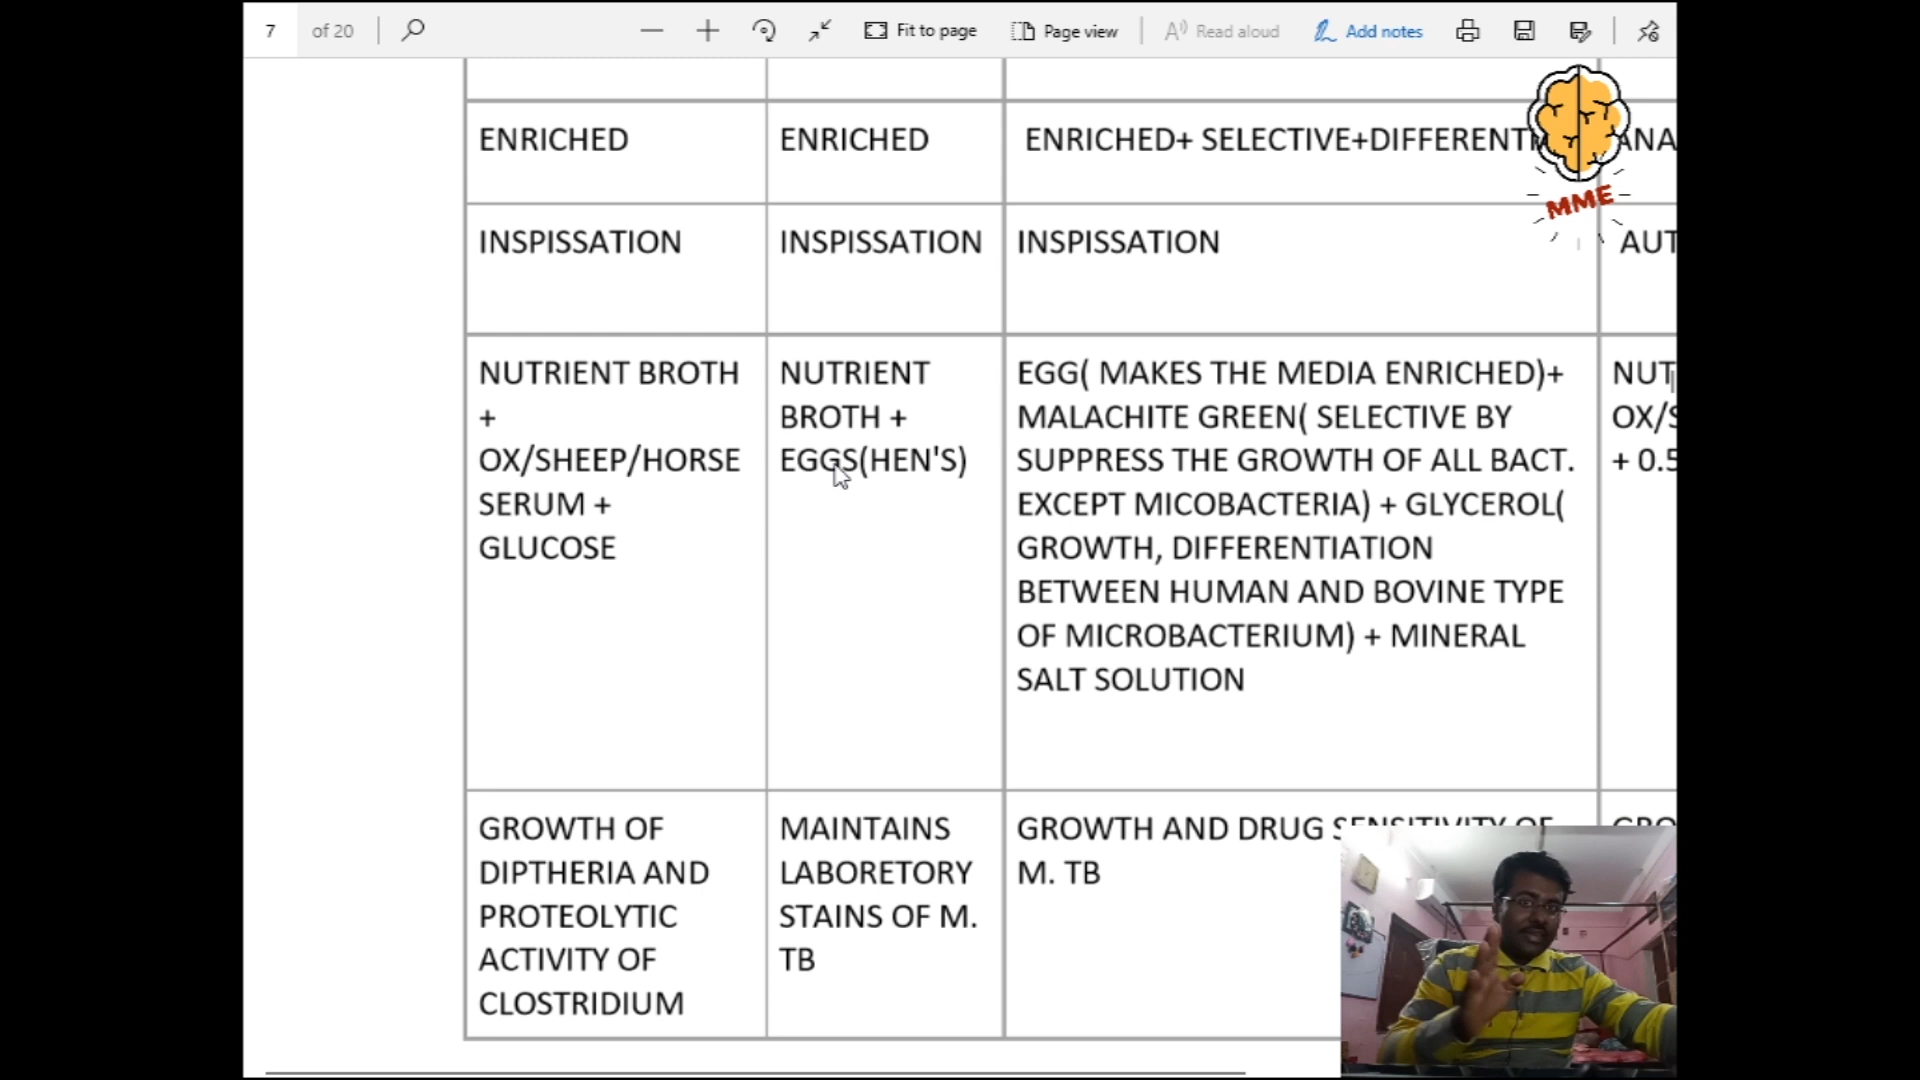 7 of 20 Fit to page Page view Read aloud Add notes
ENRICHED
ENRICHED
ENRICHED+ SELECTIVE+DIFFERENT
MME
INSPISSATION
INSPISSATION
INSPISSATION
NUTRIENT BROTH
+
OX/SHEEP/HORSE
SERUM +
GLUCOSE
NUTRIENT
BROTH +
EGGS(HEN'S)
EGG( MAKES THE MEDIA ENRICHED)+
MALACHITE GREEN( SELECTIVE BY
SUPPRESS THE GROWTH OF ALL BACT.
EXCEPT MICOBACTERIA) + GLYCEROL(
GROWTH, DIFFERENTIATION
BETWEEN HUMAN AND BOVINE TYPE
OF MICROBACTERIUM) + MINERAL
SALT SOLUTION
NUT
OX/S
+ 0.5
GROWTH OF
DIPTHERIA AND
PROTEOLYTIC
ACTIVITY OF
CLOSTRIDIUM
MAINTAINS
LABORETORY
STAINS OF M.
TB
GROWTH AND DRUG SENSITIVITY OF
M. TB